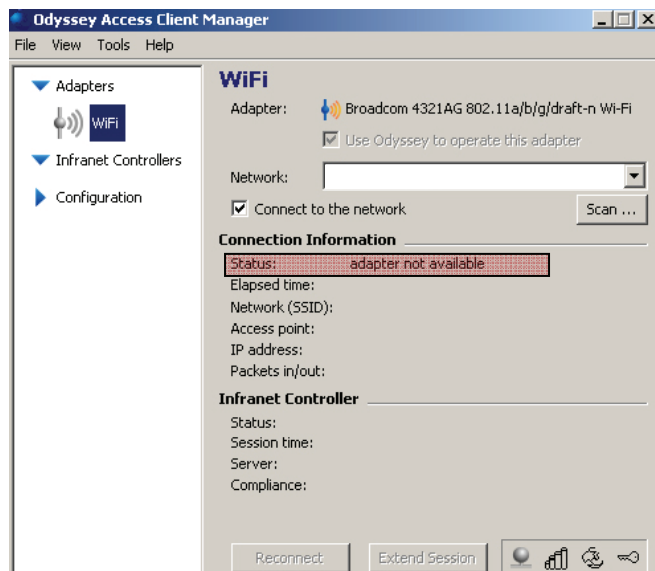 Odyssey Access Client Manager
File View Tools Help
Adapters
WiFi
Infranet Controllers
Configuration
WiFi
Adapter: Broadcom 4321AG 802.11a/b/g/draft-n Wi-Fi
Use Odyssey to operate this adapter
Network:
Connect to the network Scan ...
Connection Information
Status: adapter not available
Elapsed time:
Network (SSID):
Access point:
IP address:
Packets in/out:
Infranet Controller
Status:
Session time:
Server:
Compliance:
Reconnect Extend Session